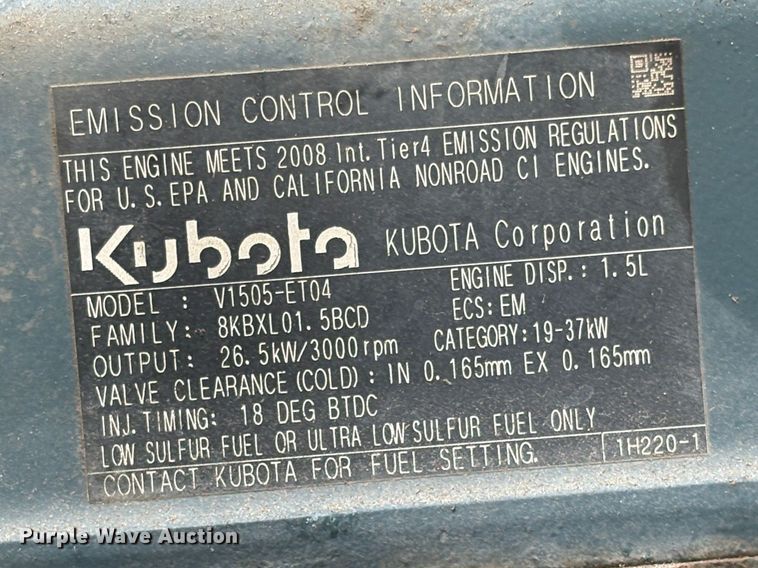 EMISSION CONTROL INFORMATION
THIS ENGINE MEETS 2008 Int. Tier4 EMISSION REGULATIONS
FOR U.S. EPA AND CALIFORNIA NONROAD CI ENGINES.
Kubota KUBOTA Corporation
MODEL : V1505-ET04 ENGINE DISP.: 1.5L
FAMILY: 8KBXL01.5BCD ECS: EM
OUTPUT: 26.5kW/3000rpm CATEGORY: 19-37kW
VALVE CLEARANCE(COLD): IN 0.165mm EX 0.165mm
INJ. TIMING: 18 DEG BTDC
LOW SULFUR FUEL OR ULTRA LOW SULFUR FUEL ONLY
CONTACT KUBOTA FOR FUEL SETTING. 1H220-1
Purple Wave Auction